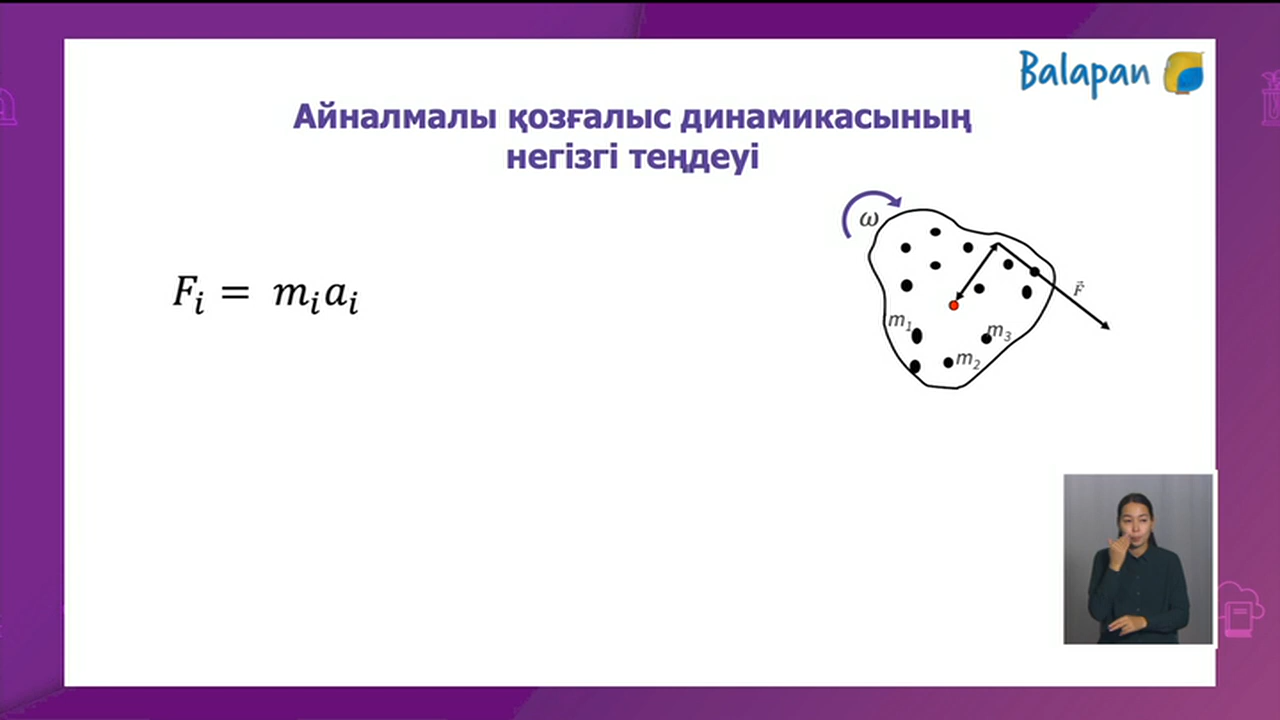 Balapan
Айналмалы қозғалыс динамикасының
негізгі теңдеуі
ω
F⃗
Fᵢ = mᵢaᵢ
m₁
m₃
m₂